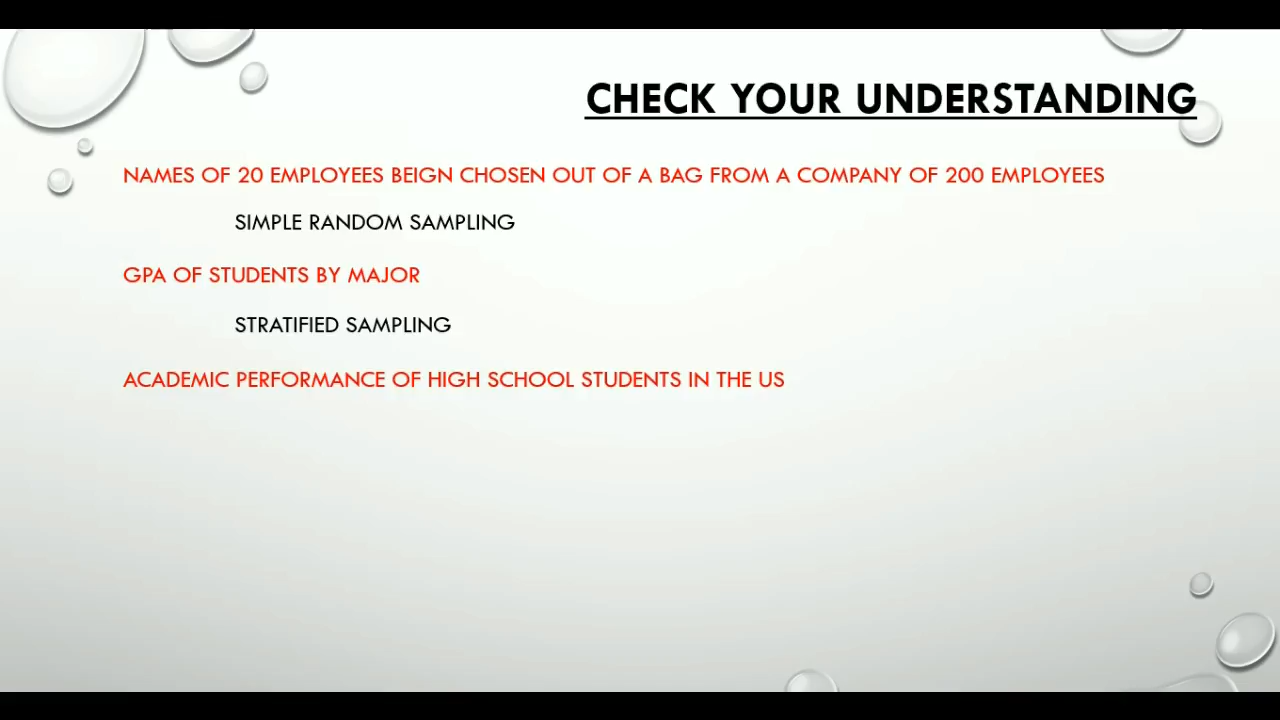 CHECK YOUR UNDERSTANDING
NAMES OF 20 EMPLOYEES BEIGN CHOSEN OUT OF A BAG FROM A COMPANY OF 200 EMPLOYEES
SIMPLE RANDOM SAMPLING
GPA OF STUDENTS BY MAJOR
STRATIFIED SAMPLING
ACADEMIC PERFORMANCE OF HIGH SCHOOL STUDENTS IN THE US